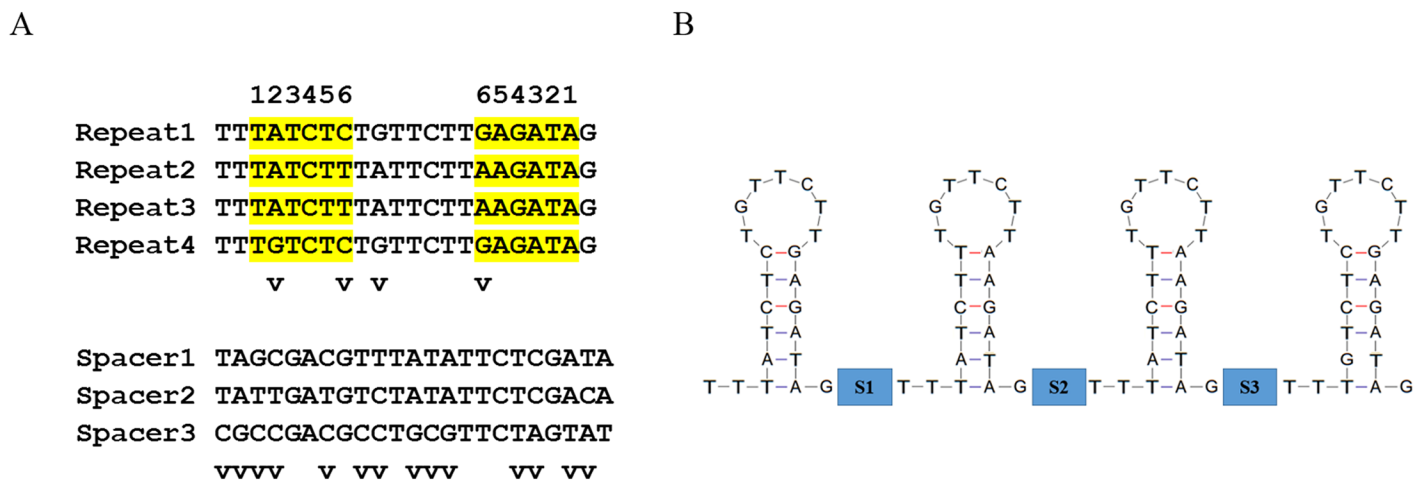 A
B
123456 654321
Repeat1 TTTATCTCTGTTCTTGAGATAG
Repeat2 TTTATCTTTATTCTTAAGATAG
Repeat3 TTTATCTTTATTCTTAAGATAG
Repeat4 TTTGTCTCTGTTCTTGAGATAG
v v v v
Spacer1 TAGCGACGTTTATATTCTCGATA
Spacer2 TATTGATGTCTATATTCTCGACA
Spacer3 CGCCGACGCCTGCGTTCTAGTAT
vvvv v vv vvv vv vv
T T C T T C T T C T T C
G T G T G T G T
T T T T T T T T
C G T A T A C G
T A T A T A T A
C G C G C G C G
T A T A T A T A
A T A T A T G T
T T T T A G S1 T T T T A G S2 T T T T A G S3 T T T T A G